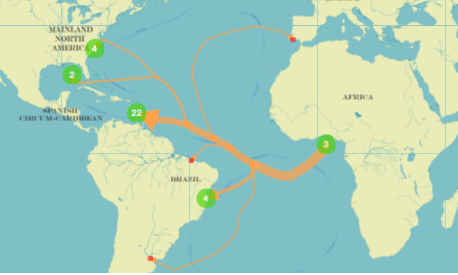 MAINLAND
NORTH
AMERICA
4
2
SPANISH
CIRCUM-CARIBBEAN
22
AFRICA
3
BRAZIL
4